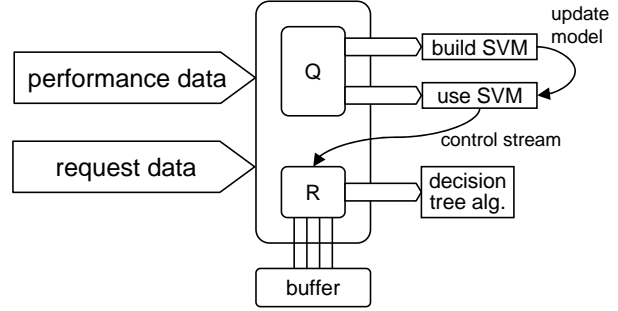 update
model
build SVM
Q
performance data
use SVM
control stream
request data
R
decision
tree alg.
buffer